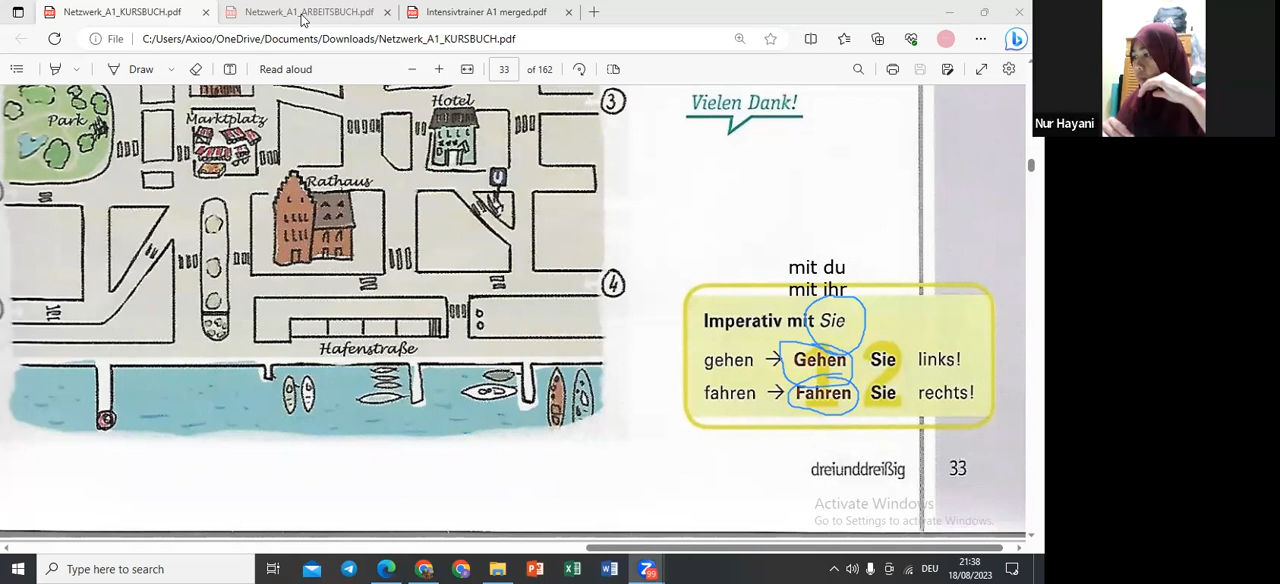 Netzwerk_A1_KURSBUCH.pdf
Netzwerk_A1_ARBEITSBUCH.pdf
Intensivtrainer A1 merged.pdf
File
C:/Users/Axioo/OneDrive/Documents/Downloads/Netzwerk_A1_KURSBUCH.pdf
Draw
Read aloud
33
of 162
Nur Hayani
Park
Marktplatz
Hotel
3
Vielen Dank!
Rathaus
U
4
Hafenstraße
mit du
mit ihr
Imperativ mit Sie
1 2
gehen → Gehen Sie links!
fahren → Fahren Sie rechts!
dreiunddreißig 33
Activate Windows
Go to Settings to activate Windows.
Type here to search
99
DEU
21:38
18/08/2023